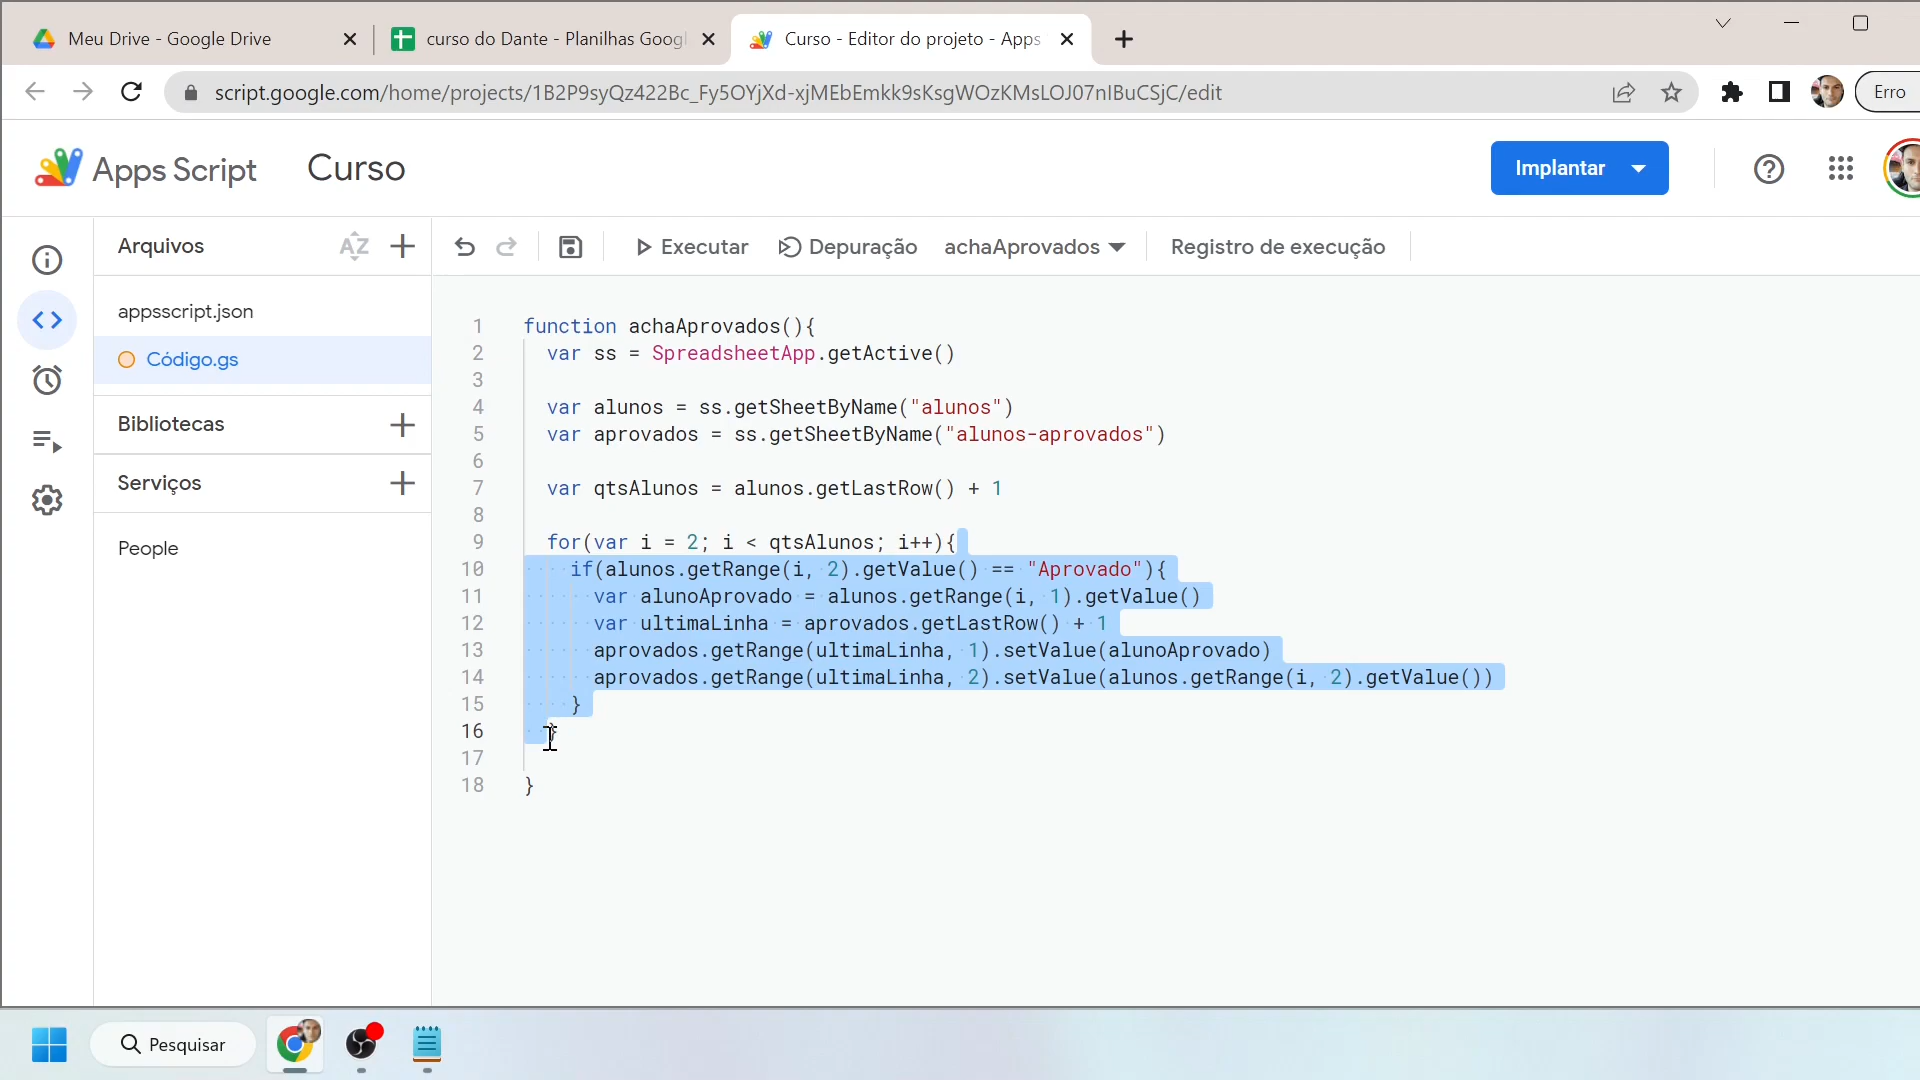 Meu Drive - Google Drive
curso do Dante - Planilhas Googl
Curso - Editor do projeto - Apps
script.google.com/home/projects/1B2P9syQz422Bc_Fy5OYjXd-xjMEbEmkk9sKsgWOzKMsLOJ07nIBuCSjC/edit
Erro
Apps Script
Curso
Implantar
Arquivos
AZ
Executar
Depuração
achaAprovados
Registro de execução
appsscript.json
Código.gs
Bibliotecas
Serviços
People
1 function achaAprovados(){
2 var ss = SpreadsheetApp.getActive()
3
4 var alunos = ss.getSheetByName("alunos")
5 var aprovados = ss.getSheetByName("alunos-aprovados")
6
7 var qtsAlunos = alunos.getLastRow() + 1
8
9 for(var i = 2; i < qtsAlunos; i++){
10 if(alunos.getRange(i, 2).getValue() == "Aprovado"){
11 var alunoAprovado = alunos.getRange(i, 1).getValue()
12 var ultimaLinha = aprovados.getLastRow() + 1
13 aprovados.getRange(ultimaLinha, 1).setValue(alunoAprovado)
14 aprovados.getRange(ultimaLinha, 2).setValue(alunos.getRange(i, 2).getValue())
15 }
16 }
17
18 }
Pesquisar